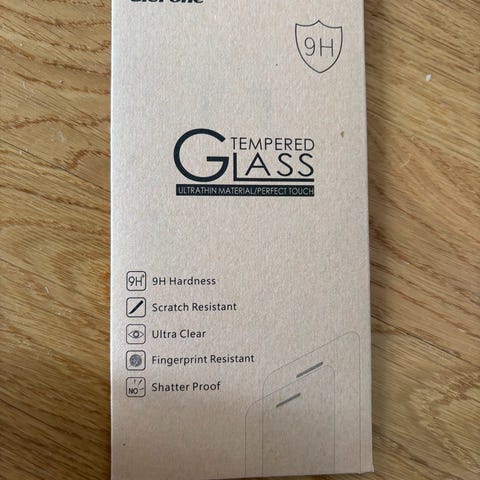 9H
TEMPERED
GLASS
ULTRATHIN MATERIAL/PERFECT TOUCH
9H 9H Hardness
Scratch Resistant
Ultra Clear
Fingerprint Resistant
NO Shatter Proof